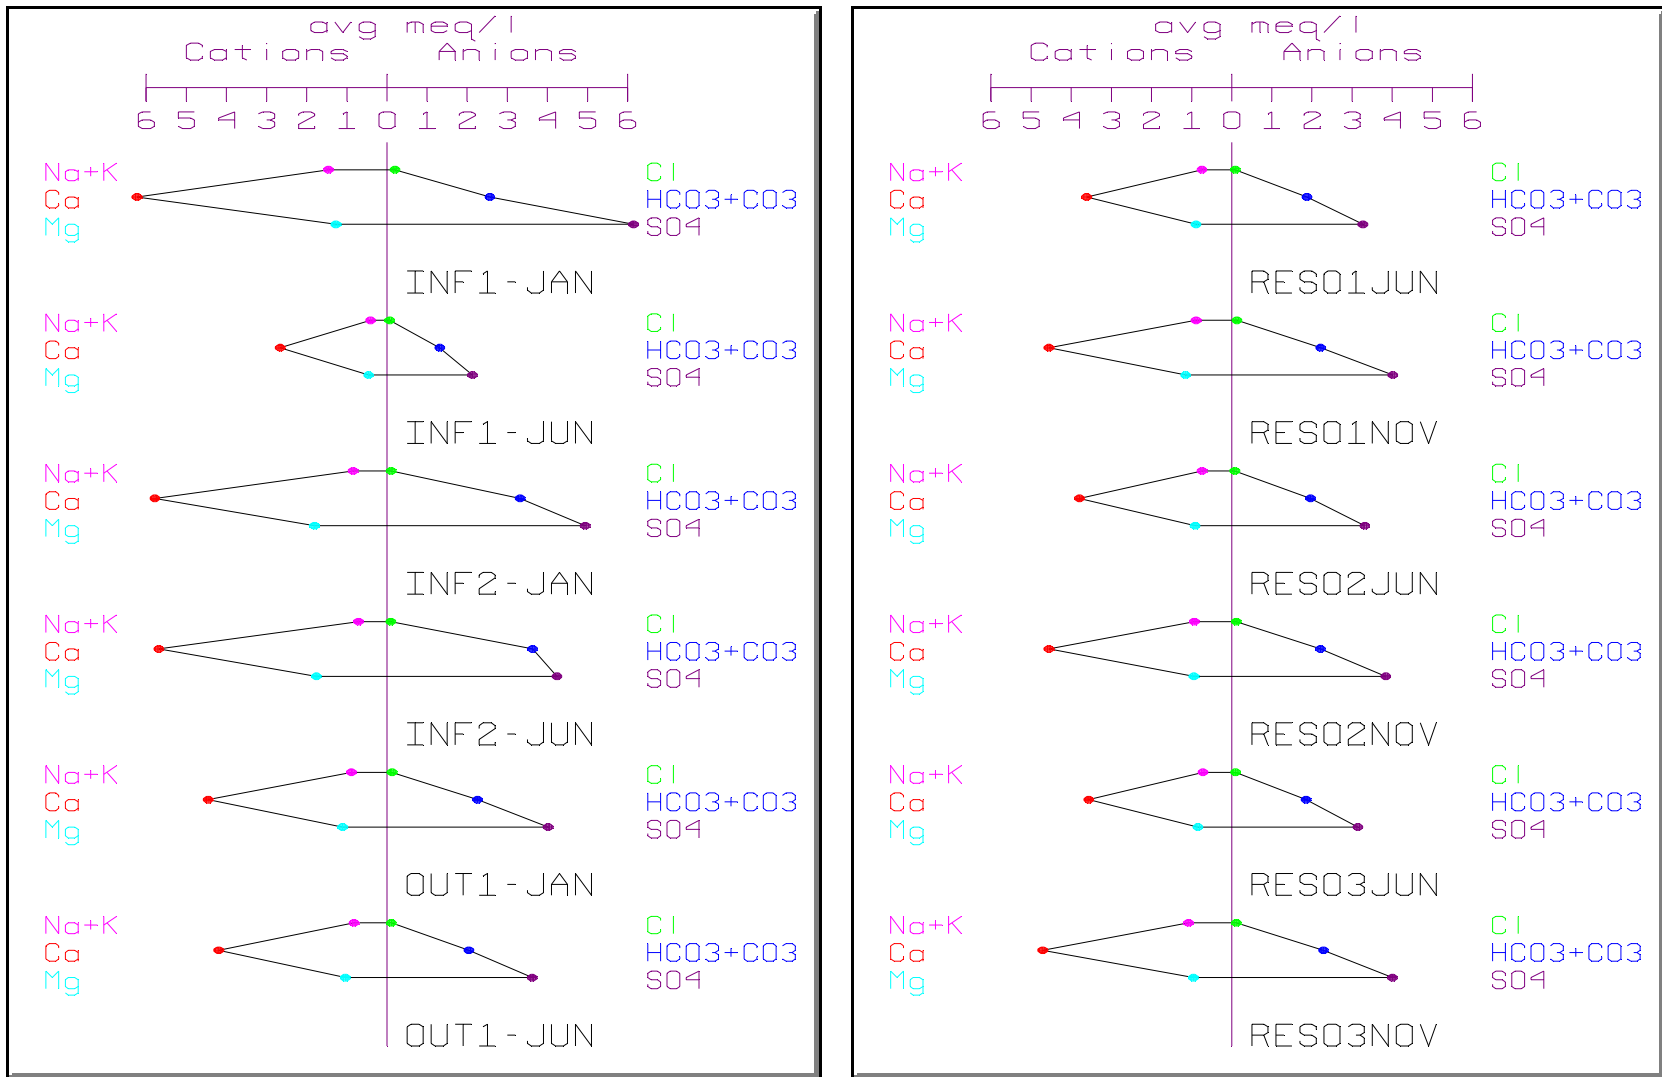 avg meq/l
Cations Anions
6 5 4 3 2 1 0 1 2 3 4 5 6
Na+K Cl
Ca HCO3+CO3
Mg SO4
INF1-JAN
Na+K Cl
Ca HCO3+CO3
Mg SO4
INF1-JUN
Na+K Cl
Ca HCO3+CO3
Mg SO4
INF2-JAN
Na+K Cl
Ca HCO3+CO3
Mg SO4
INF2-JUN
Na+K Cl
Ca HCO3+CO3
Mg SO4
OUT1-JAN
Na+K Cl
Ca HCO3+CO3
Mg SO4
OUT1-JUN
avg meq/l
Cations Anions
6 5 4 3 2 1 0 1 2 3 4 5 6
Na+K Cl
Ca HCO3+CO3
Mg SO4
RES01JUN
Na+K Cl
Ca HCO3+CO3
Mg SO4
RES01NOV
Na+K Cl
Ca HCO3+CO3
Mg SO4
RES02JUN
Na+K Cl
Ca HCO3+CO3
Mg SO4
RES02NOV
Na+K Cl
Ca HCO3+CO3
Mg SO4
RES03JUN
Na+K Cl
Ca HCO3+CO3
Mg SO4
RES03NOV